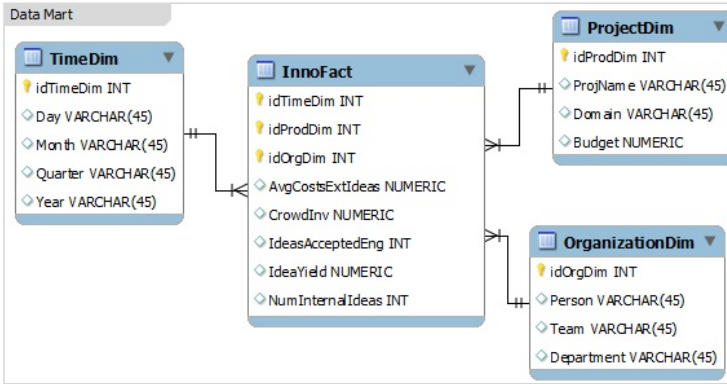 Data Mart
TimeDim
idTimeDim INT
Day VARCHAR(45)
Month VARCHAR(45)
Quarter VARCHAR(45)
Year VARCHAR(45)
InnoFact
idTimeDim INT
idProdDim INT
idOrgDim INT
AvgCostsExtIdeas NUMERIC
CrowdInv NUMERIC
IdeasAcceptedEng INT
IdeaYield NUMERIC
NumInternalIdeas INT
ProjectDim
idProdDim INT
ProjName VARCHAR(45)
Domain VARCHAR(45)
Budget NUMERIC
OrganizationDim
idOrgDim INT
Person VARCHAR(45)
Team VARCHAR(45)
Department VARCHAR(45)